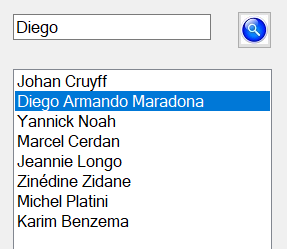 Diego
Johan Cruyff
Diego Armando Maradona
Yannick Noah
Marcel Cerdan
Jeannie Longo
Zinédine Zidane
Michel Platini
Karim Benzema